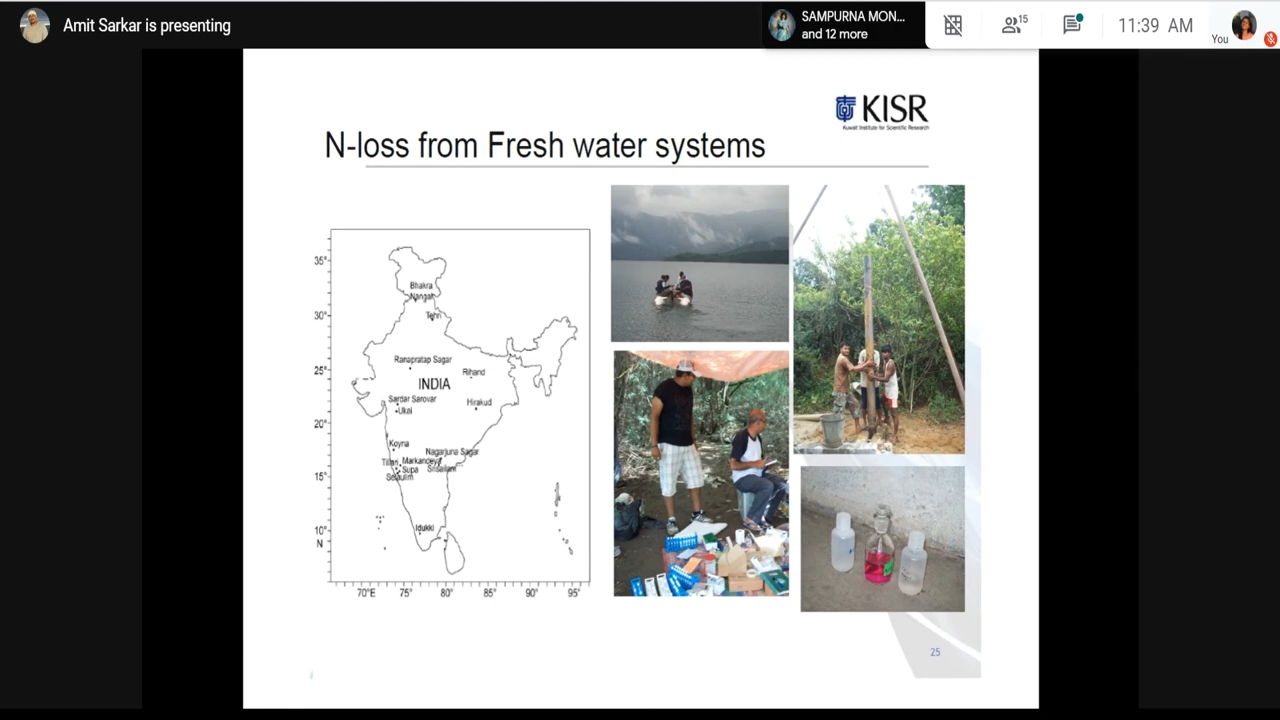 Amit Sarkar is presenting
SAMPURNA MON...
and 12 more
15
11:39 AM
You
KISR
Kuwait Institute for Scientific Research
N-loss from Fresh water systems
35°
30°
25°
20°
15°
10°
N
Bhakra
Nangal
Tehri
Ranapratap Sagar
Rihand
INDIA
Sardar Sarovar
Ukai
Hirakud
Koyna
Nagarjuna Sagar
Tillari Markandeya Srisailam
Supa
Selaulim
Idukki
70°E 75° 80° 85° 90° 95°
25